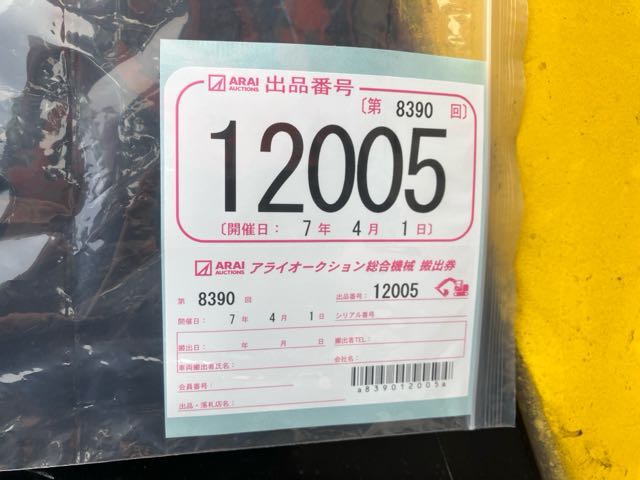 ARAI AUCTIONS 出品番号
〔第 8390 回〕
12005
〔開催日： 7 年 4 月 1 日〕
ARAI AUCTIONS アライオークション総合機械 搬出券
第 8390 回 出品番号： 12005
開催日： 7 年 4 月 1 日 シリアル番号
搬出日： 年 月 日 搬出者TEL：
車両搬出者氏名： 会社名：
会員番号：
a839012005a
出品・落札店名：